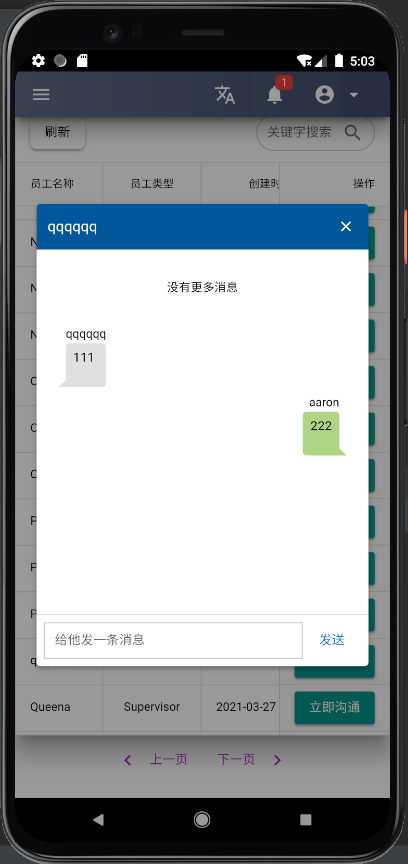 5:03
1
刷新
关键字搜索
员工名称 员工类型 创建时 操作
qqqqqq
没有更多消息
qqqqqq
111
aaron
222
给他发一条消息 发送
Queena Supervisor 2021-03-27 立即沟通
上一页 下一页